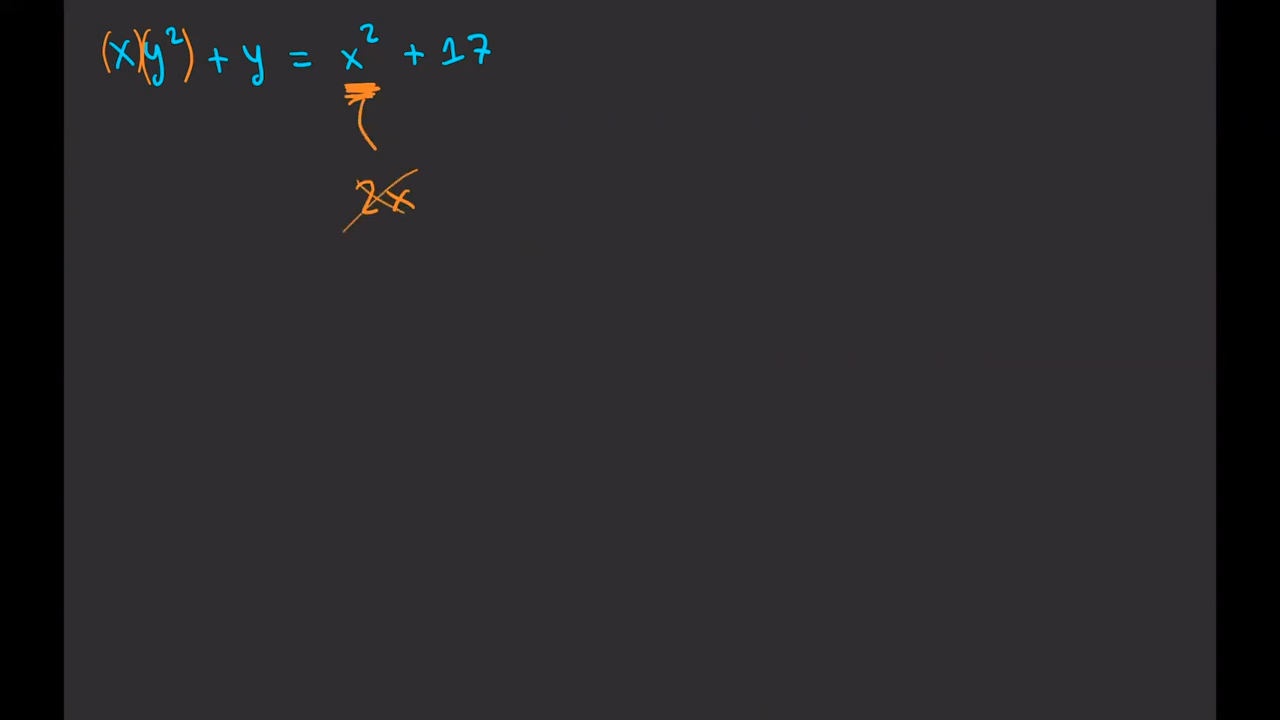 (x)(y²) + y = x² + 17
2x